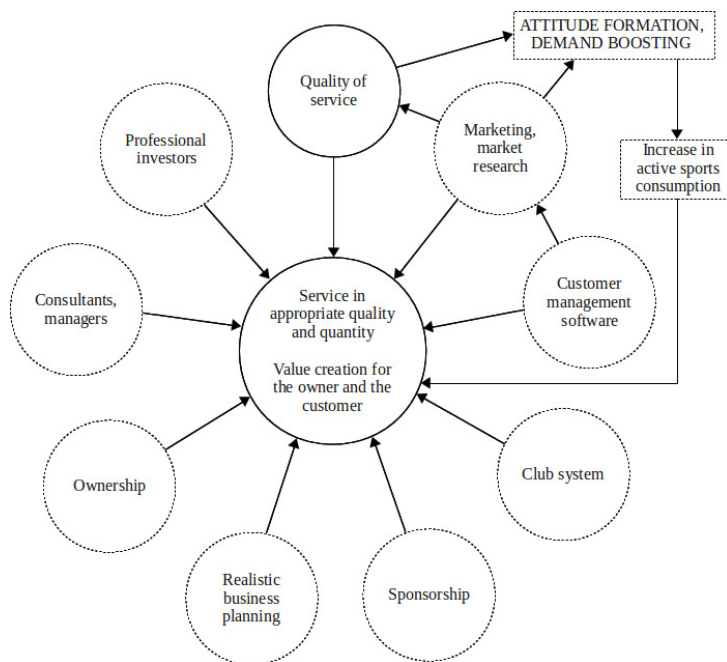 ATTITUDE FORMATION,
DEMAND BOOSTING
Quality of
service
Marketing,
market
research
Increase in
active sports
consumption
Professional
investors
Consultants,
managers
Service in
appropriate quality
and quantity
Value creation for
the owner and the
customer
Customer
management
software
Ownership
Club system
Realistic
business
planning
Sponsorship